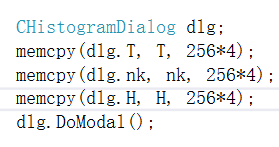 CHistogramDialog dlg;
memcpy(dlg.T, T, 256*4);
memcpy(dlg.nk, nk, 256*4);
memcpy(dlg.H, H, 256*4);
dlg.DoModal();